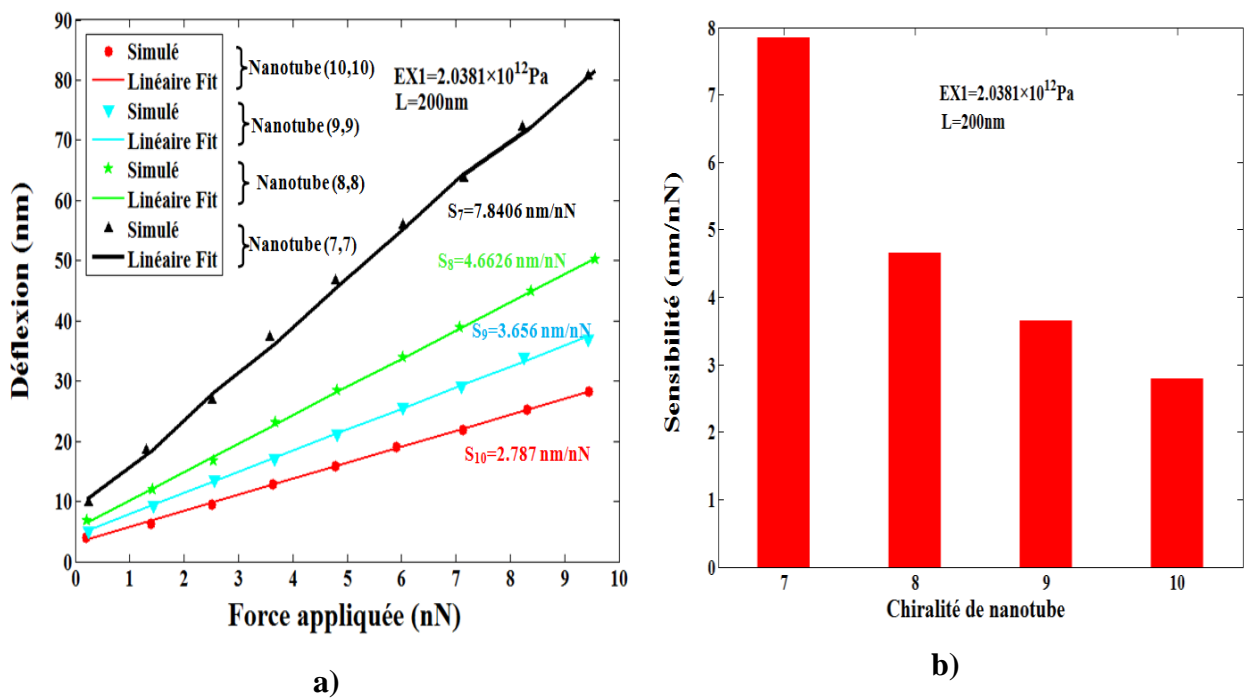 90
80
70
60
50
40
30
20
10
0
Déflexion (nm)
Simulé
Linéaire Fit
Nanotube (10,10)
Simulé
Linéaire Fit
Nanotube (9,9)
Simulé
Linéaire Fit
Nanotube (8,8)
Simulé
Linéaire Fit
Nanotube (7,7)
EX1=2.0381×10¹²Pa
L=200nm
S₇=7.8406 nm/nN
S₈=4.6626 nm/nN
S₉=3.656 nm/nN
S₁₀=2.787 nm/nN
0 1 2 3 4 5 6 7 8 9 10
Force appliquée (nN)
a)
8
7
6
5
4
3
2
1
0
Sensibilité (nm/nN)
EX1=2.0381×10¹²Pa
L=200nm
7 8 9 10
Chiralité de nanotube
b)